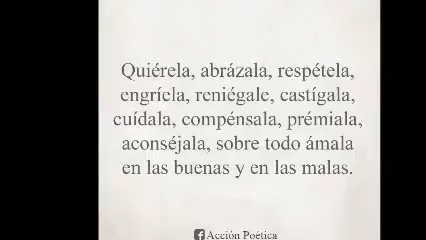 Quiérela, abrázala, respétela,
engríela, reniégale, castígala,
cuídala, compénsala, prémiala,
aconséjala, sobre todo ámala
en las buenas y en las malas.
Acción Poética